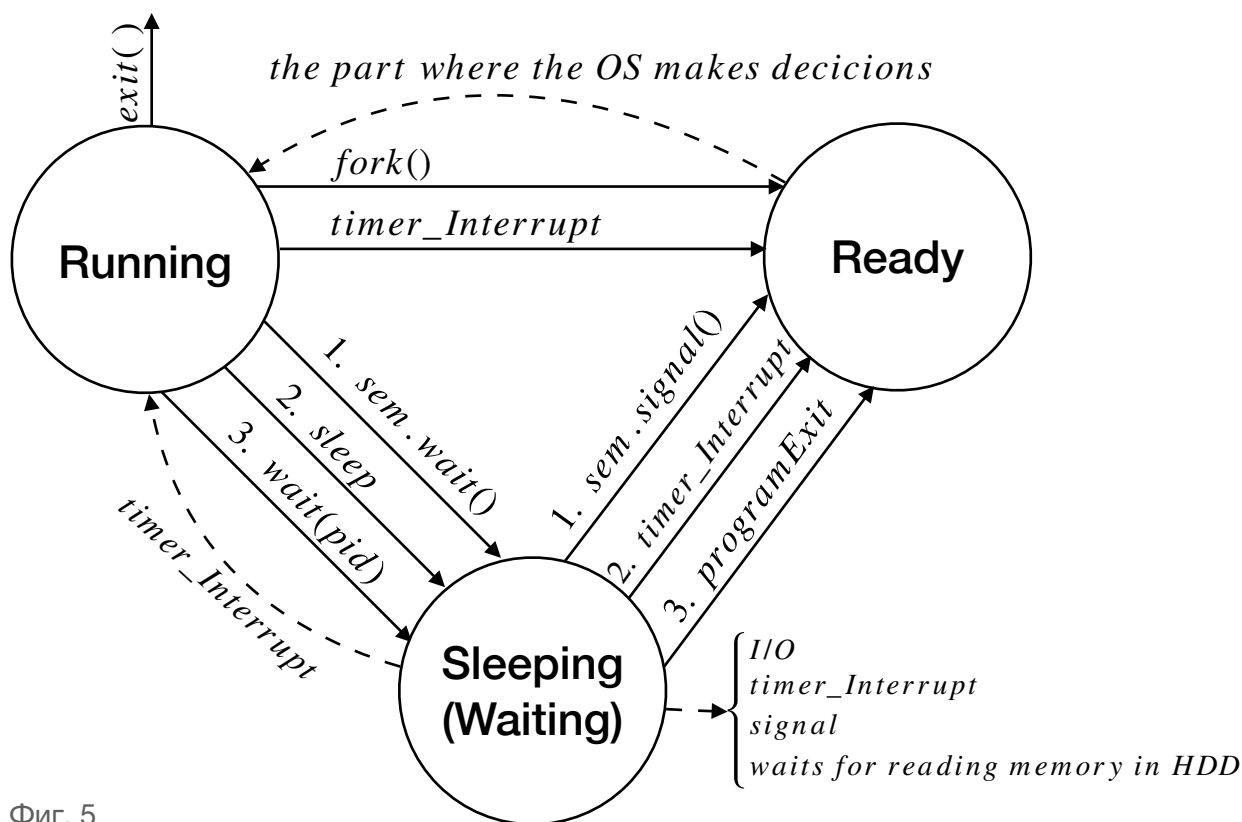 exit( )
the part where the OS makes decicions
fork()
timer_Interrupt
Running
Ready
1. sem.wait()
2. sleep
3. wait(pid)
timer_Interrupt
1. sem.signal()
2. timer_Interrupt
3. programExit
Sleeping
(Waiting)
I/O
timer_Interrupt
signal
waits for reading memory in HDD
Фиг. 5